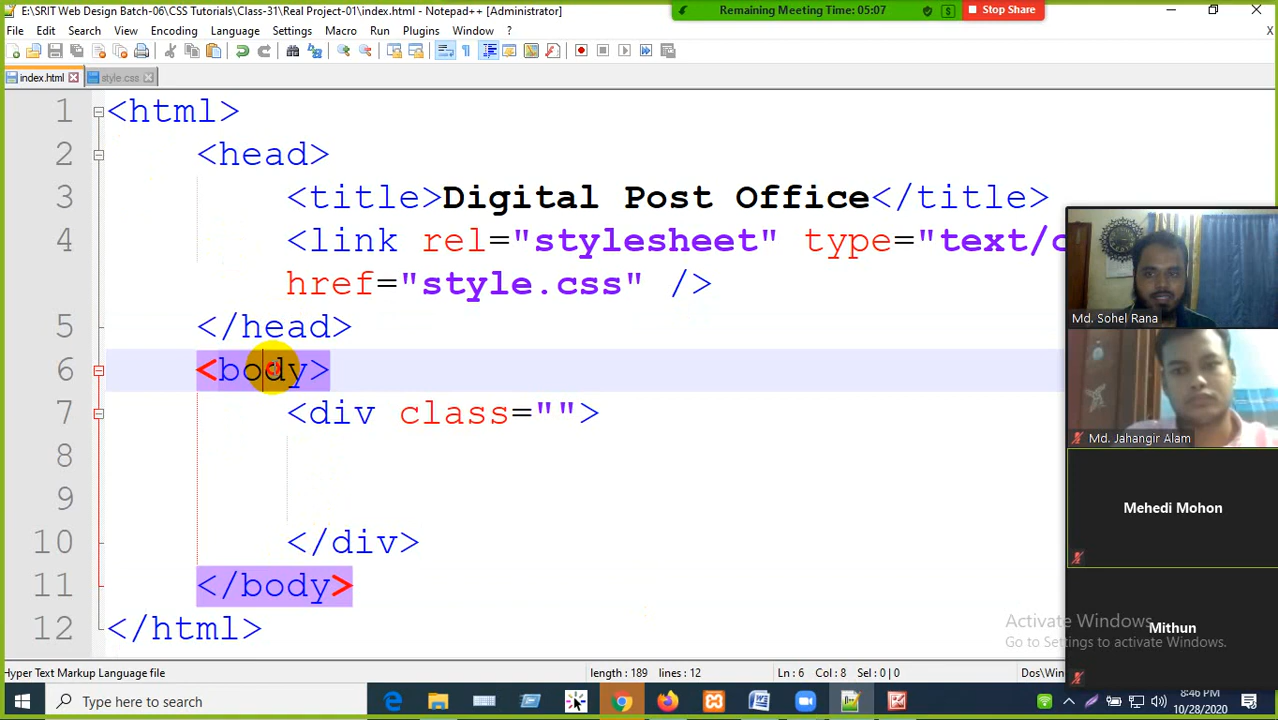 E:\SRIT Web Design Batch-06\CSS Tutorials\Class-31\Real Project-01\index.html - Notepad++ [Administrator]
Remaining Meeting Time: 05:07
Stop Share
File Edit Search View Encoding Language Settings Macro Run Plugins Window ?
X
index.html
style.css
1 <html>
2 <head>
3 <title>Digital Post Office</title>
4 <link rel="stylesheet" type="text/c
href="style.css" />
5 </head>
6 <body>
7 <div class="">
8
9
10 </div>
11 </body>
12 </html>
Md. Sohel Rana
Md. Jahangir Alam
Mehedi Mohon
Mithun
Activate Windows
Go to Settings to activate Windows.
Hyper Text Markup Language file
length : 189 lines : 12
Ln : 6 Col : 8 Sel : 0 | 0
Dos\Win
Type here to search
8:46 PM
10/28/2020